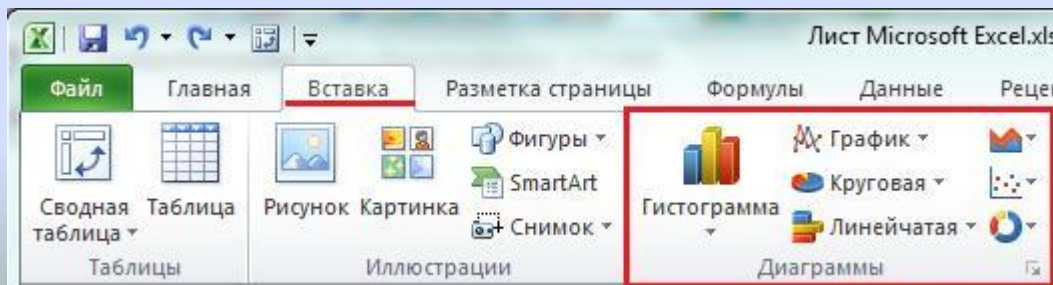 Лист Microsoft Excel.xls
Файл Главная Вставка Разметка страницы Формулы Данные Рецен
Сводная таблица
Таблица
Рисунок
Картинка
Фигуры
SmartArt
Снимок
Гистограмма
График
Круговая
Линейчатая
Таблицы Иллюстрации Диаграммы